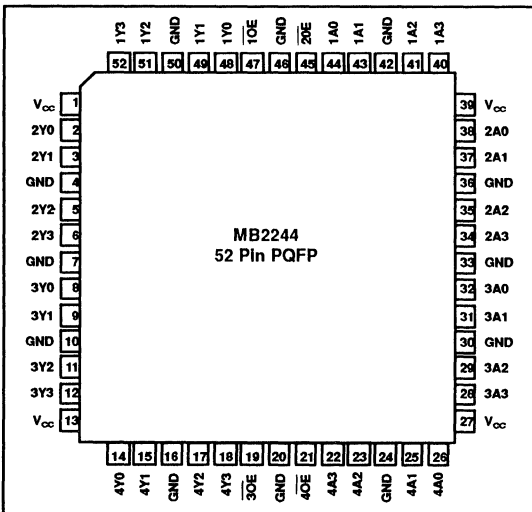 1Y3 1Y2 GND 1Y1 1Y0 1OE GND 2OE 1A0 1A1 GND 1A2 1A3
52 51 50 49 48 47 46 45 44 43 42 41 40
VCC 1 39 VCC
2Y0 2 38 2A0
2Y1 3 37 2A1
GND 4 36 GND
2Y2 5 35 2A2
2Y3 6 34 2A3
MB2244
52 Pin PQFP
GND 7 33 GND
3Y0 8 32 3A0
3Y1 9 31 3A1
GND 10 30 GND
3Y2 11 29 3A2
3Y3 12 28 3A3
VCC 13 27 VCC
14 15 16 17 18 19 20 21 22 23 24 25 26
4Y0 4Y1 GND 4Y2 4Y3 3OE GND 4OE 4A3 4A2 GND 4A1 4A0